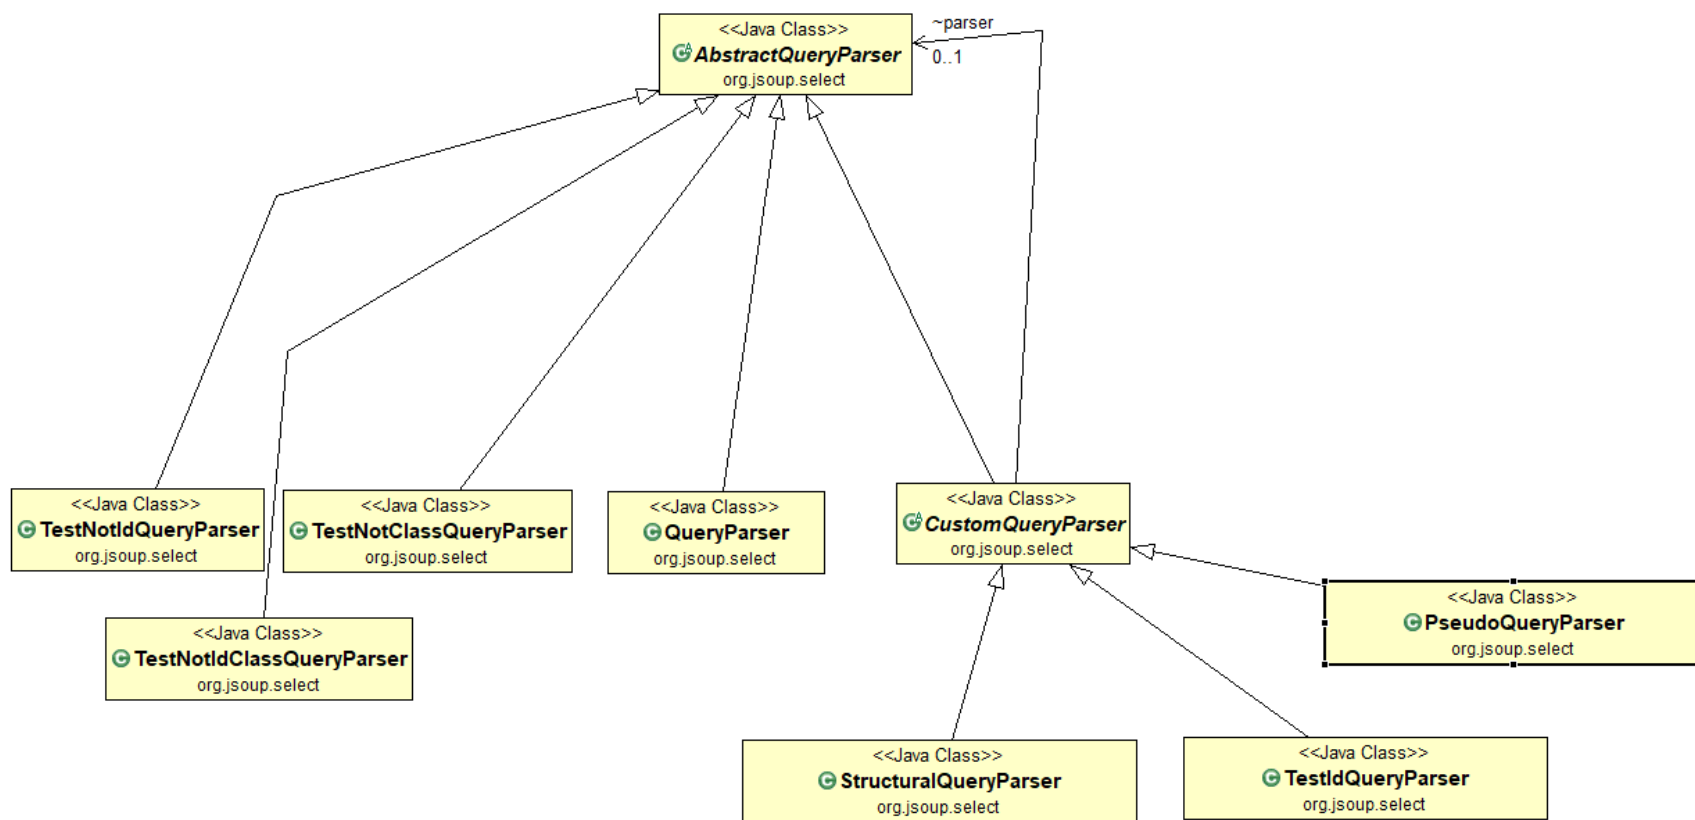 <<Java Class>>
AbstractQueryParser
org.jsoup.select
~parser
0..1
<<Java Class>>
TestNotIdQueryParser
org.jsoup.select
<<Java Class>>
TestNotClassQueryParser
org.jsoup.select
<<Java Class>>
QueryParser
org.jsoup.select
<<Java Class>>
CustomQueryParser
org.jsoup.select
<<Java Class>>
PseudoQueryParser
org.jsoup.select
<<Java Class>>
TestNotIdClassQueryParser
org.jsoup.select
<<Java Class>>
StructuralQueryParser
org.jsoup.select
<<Java Class>>
TestIdQueryParser
org.jsoup.select